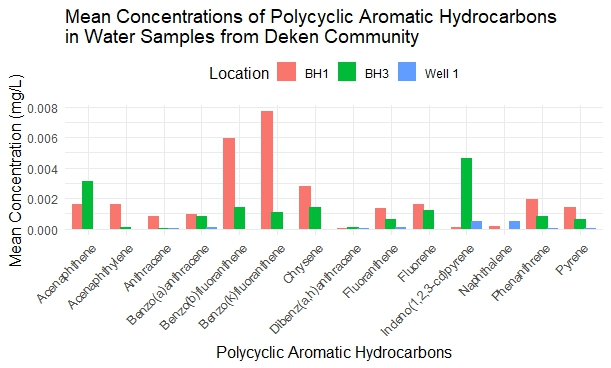 Mean Concentrations of Polycyclic Aromatic Hydrocarbons
in Water Samples from Deken Community
Location BH1 BH3 Well 1
Mean Concentration (mg/L)
0.008
0.006
0.004
0.002
0.000
Acenaphthene
Acenaphthylene
Anthracene
Benzo(a)anthracene
Benzo(b)fluoranthene
Benzo(k)fluoranthene
Chrysene
Dibenz(a,h)anthracene
Fluoranthene
Fluorene
Indeno(1,2,3-cd)pyrene
Naphthalene
Phenanthrene
Pyrene
Polycyclic Aromatic Hydrocarbons